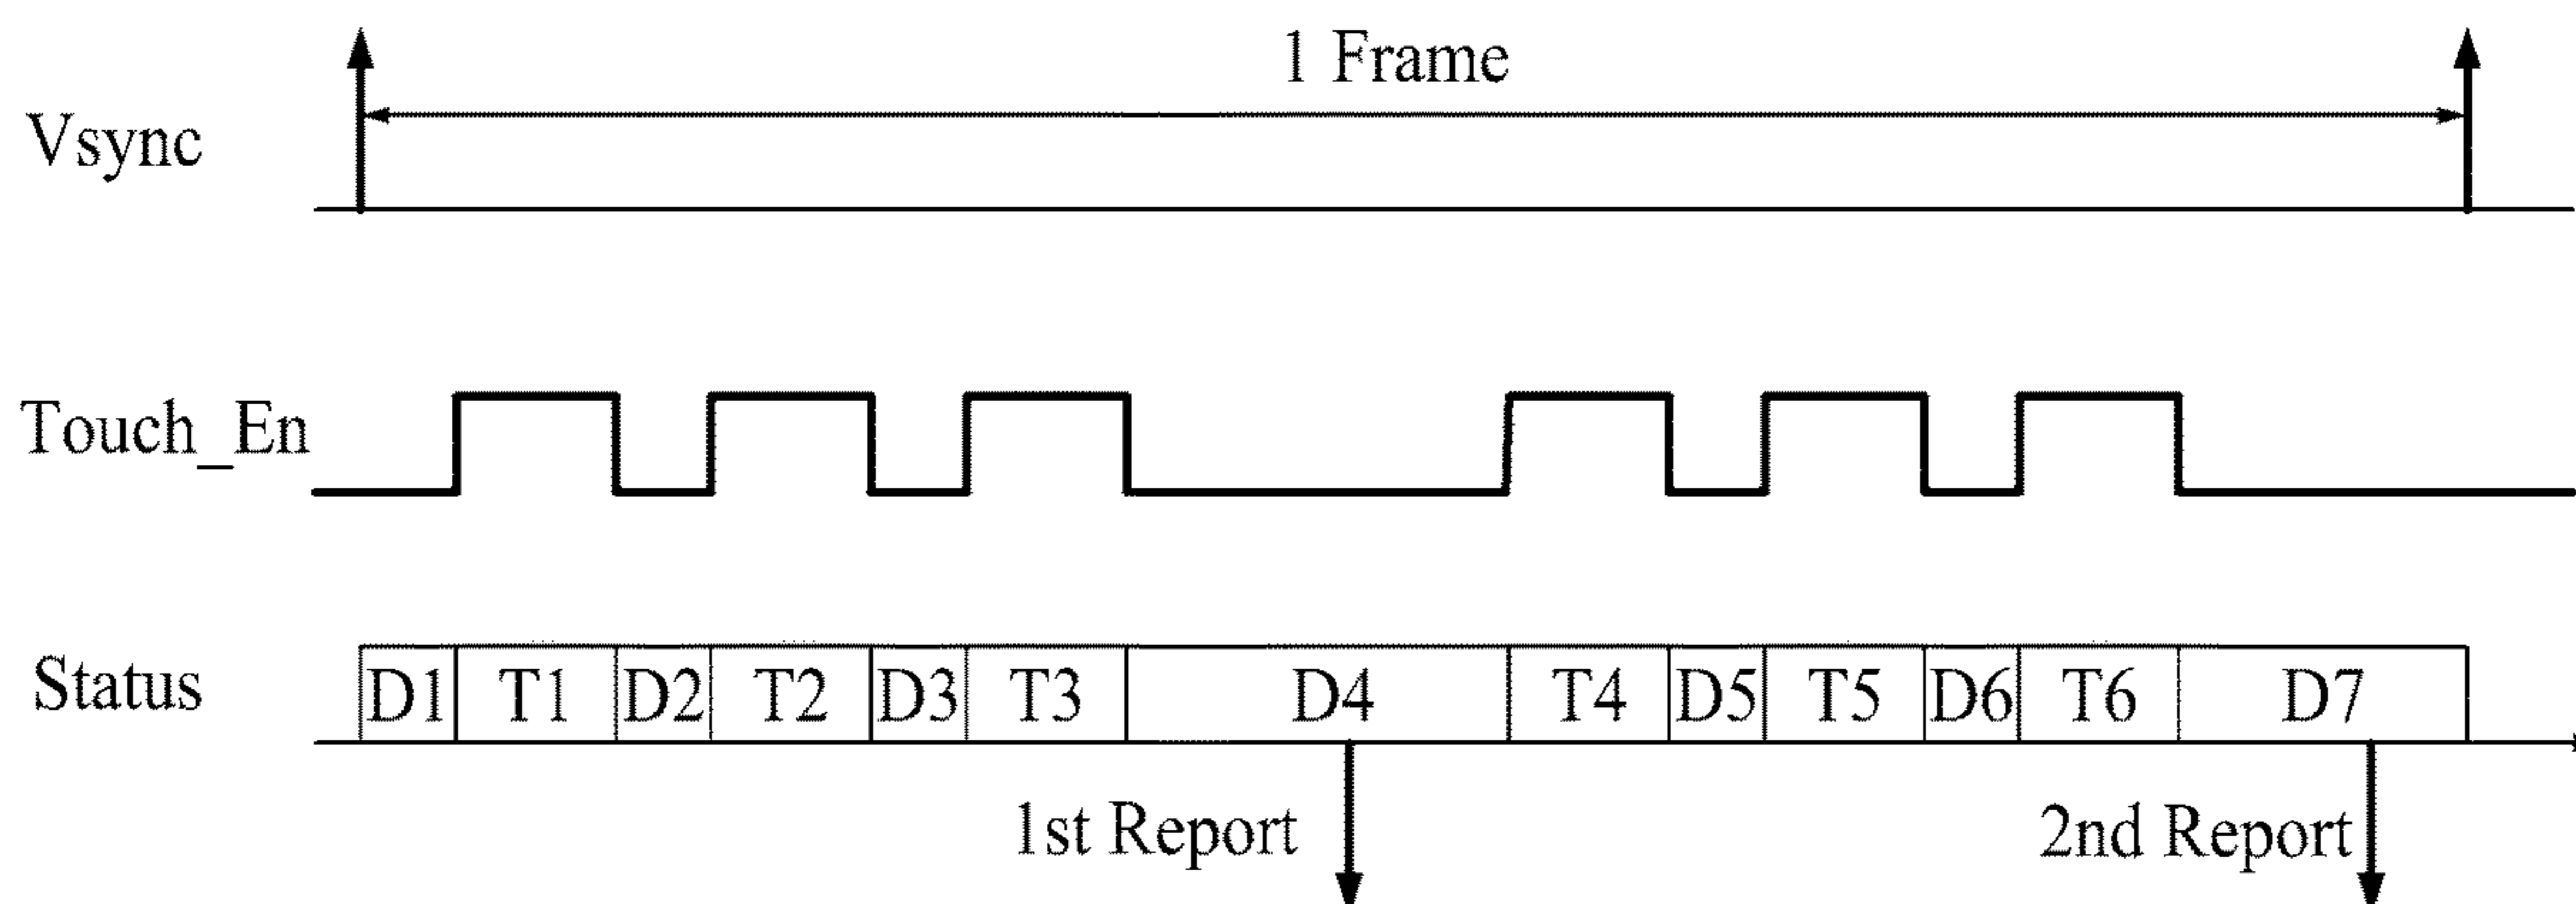 1 Frame
Vsync
Touch_En
Status
D1 T1 D2 T2 D3 T3 D4 T4 D5 T5 D6 T6 D7
1st Report
2nd Report